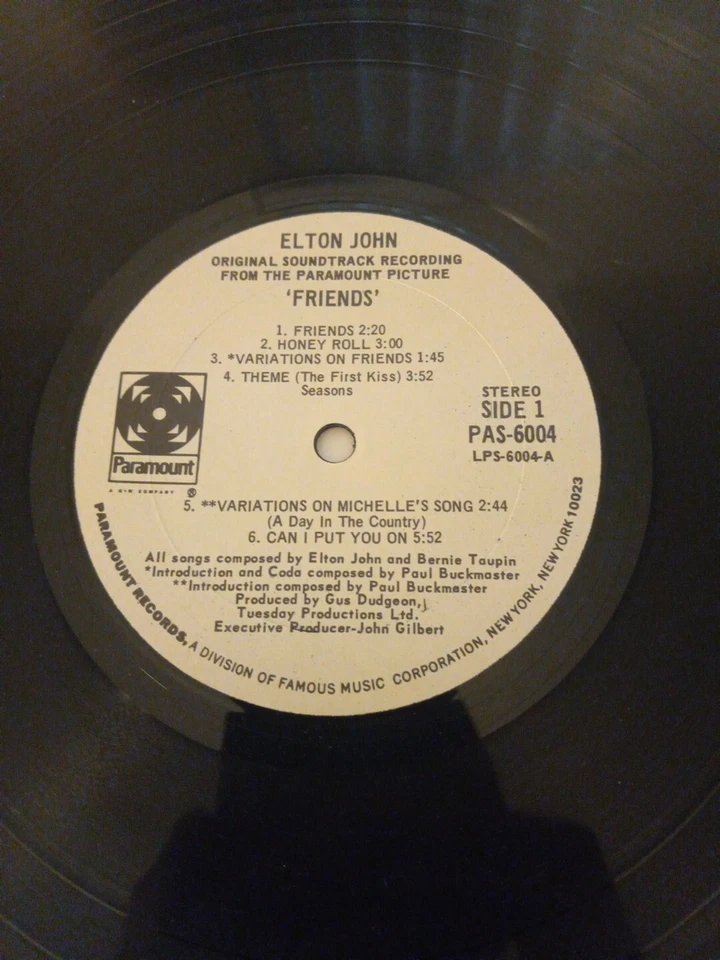 ELTON JOHN
ORIGINAL SOUNDTRACK RECORDING
FROM THE PARAMOUNT PICTURE
'FRIENDS'
1. FRIENDS 2:20
2. HONEY ROLL 3:00
3. *VARIATIONS ON FRIENDS 1:45
4. THEME (The First Kiss) 3:52
Seasons
Paramount
A G+W COMPANY ®
STEREO
SIDE 1
PAS-6004
LPS-6004-A
5. **VARIATIONS ON MICHELLE'S SONG 2:44
(A Day In The Country)
6. CAN I PUT YOU ON 5:52
All songs composed by Elton John and Bernie Taupin
*Introduction and Coda composed by Paul Buckmaster
**Introduction composed by Paul Buckmaster
Produced by Gus Dudgeon,
Tuesday Productions Ltd.
Executive Producer-John Gilbert
PARAMOUNT RECORDS, A DIVISION OF FAMOUS MUSIC CORPORATION, NEW YORK, NEW YORK 10023